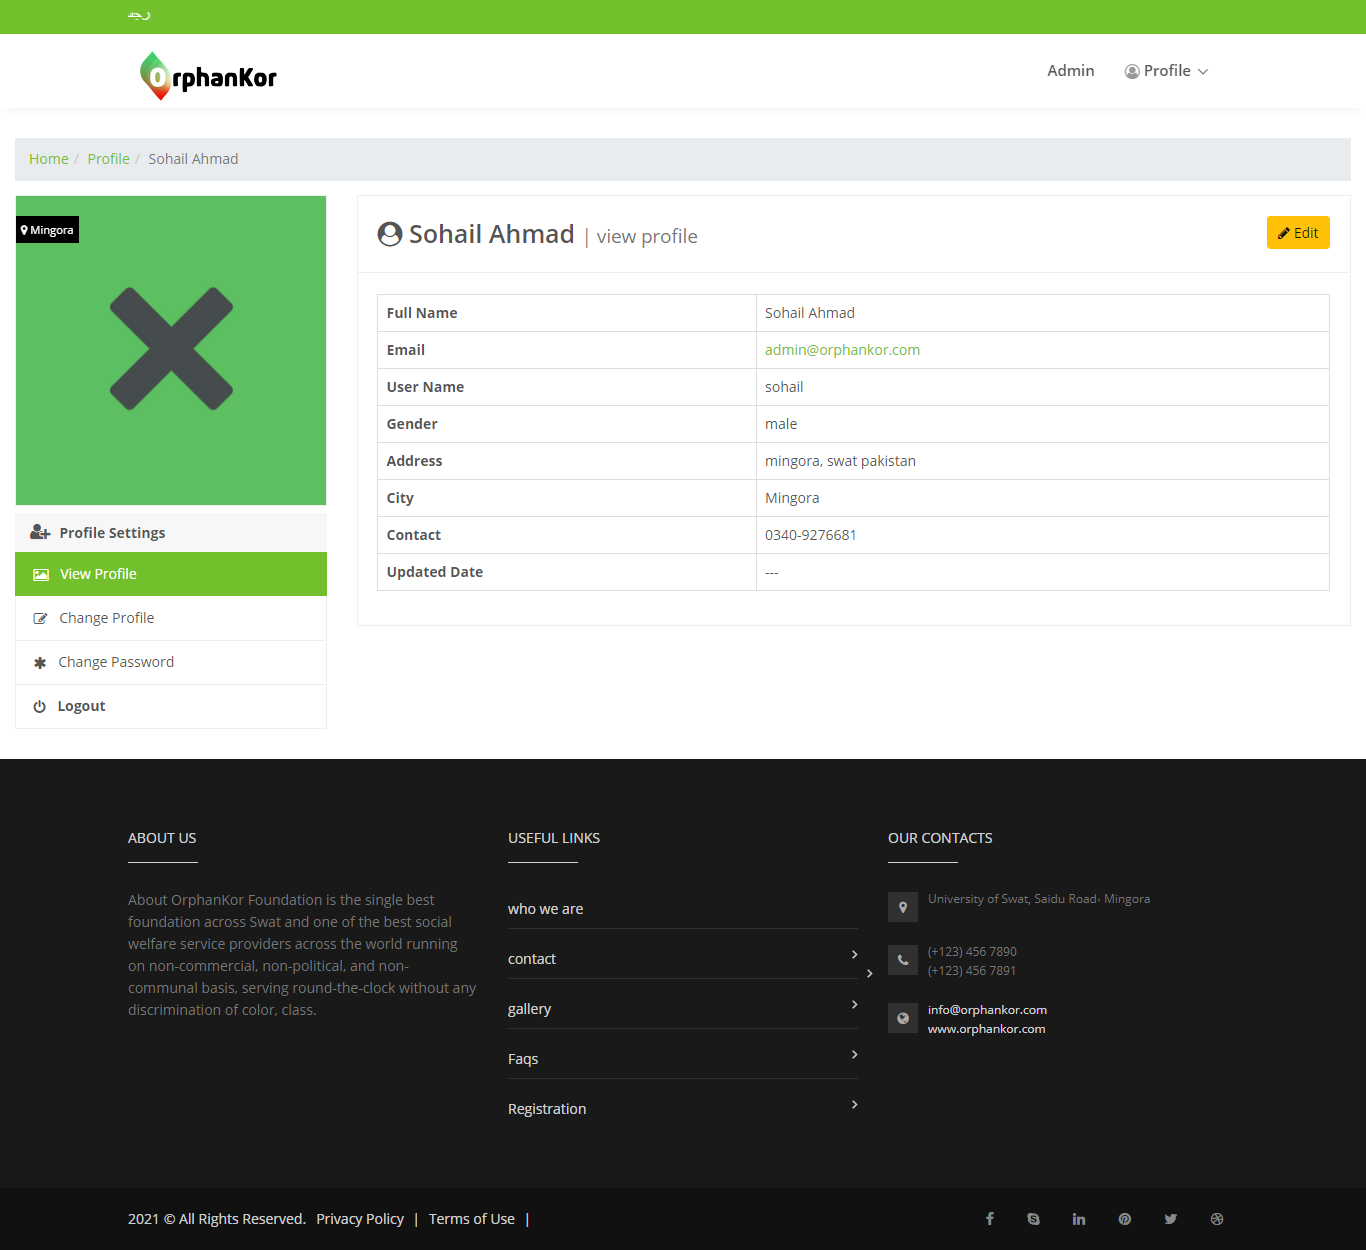 OrphanKor
Admin
Profile
Home / Profile / Sohail Ahmad
Mingora
Sohail Ahmad | view profile
Edit
Full Name Sohail Ahmad
Email admin@orphankor.com
User Name sohail
Gender male
Address mingora, swat pakistan
City Mingora
Contact 0340-9276681
Updated Date ---
Profile Settings
View Profile
Change Profile
Change Password
Logout
ABOUT US
About OrphanKor Foundation is the single best
foundation across Swat and one of the best social
welfare service providers across the world running
on non-commercial, non-political, and non-
communal basis, serving round-the-clock without any
discrimination of color, class.
USEFUL LINKS
who we are
contact
gallery
Faqs
Registration
OUR CONTACTS
University of Swat, Saidu Road، Mingora
(+123) 456 7890
(+123) 456 7891
info@orphankor.com
www.orphankor.com
2021 © All Rights Reserved. Privacy Policy | Terms of Use |